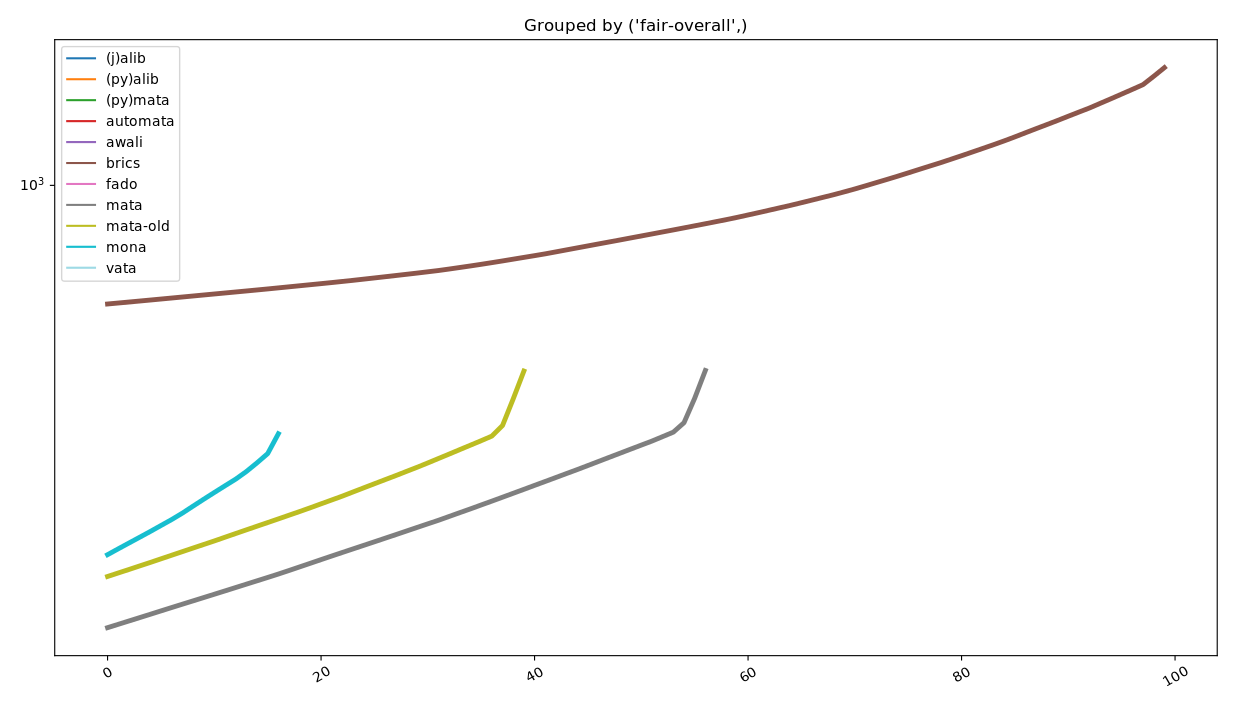 Grouped by ('fair-overall',)
(j)alib
(py)alib
(py)mata
automata
awali
brics
fado
mata
mata-old
mona
vata
10³
0
20
40
60
80
100